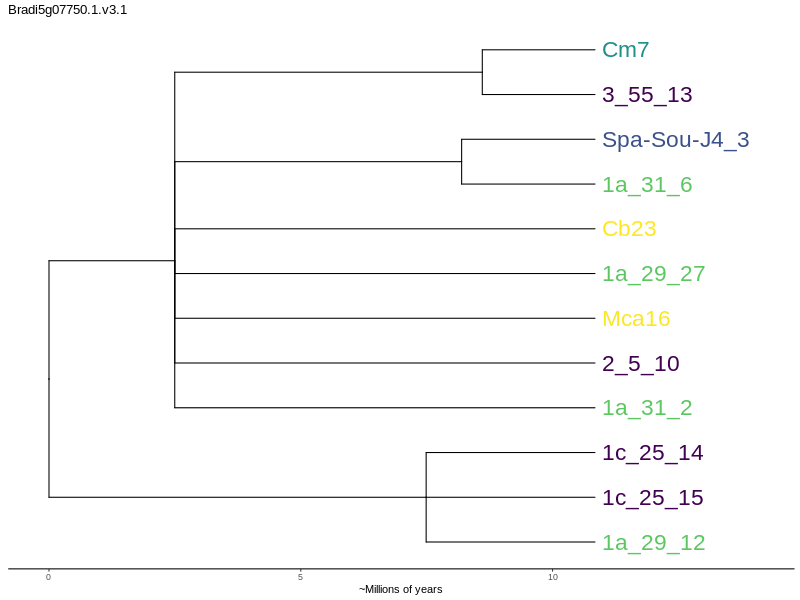 Bradi5g07750.1.v3.1
Cm7
3_55_13
Spa-Sou-J4_3
1a_31_6
Cb23
1a_29_27
Mca16
2_5_10
1a_31_2
1c_25_14
1c_25_15
1a_29_12
0 5 10
~Millions of years